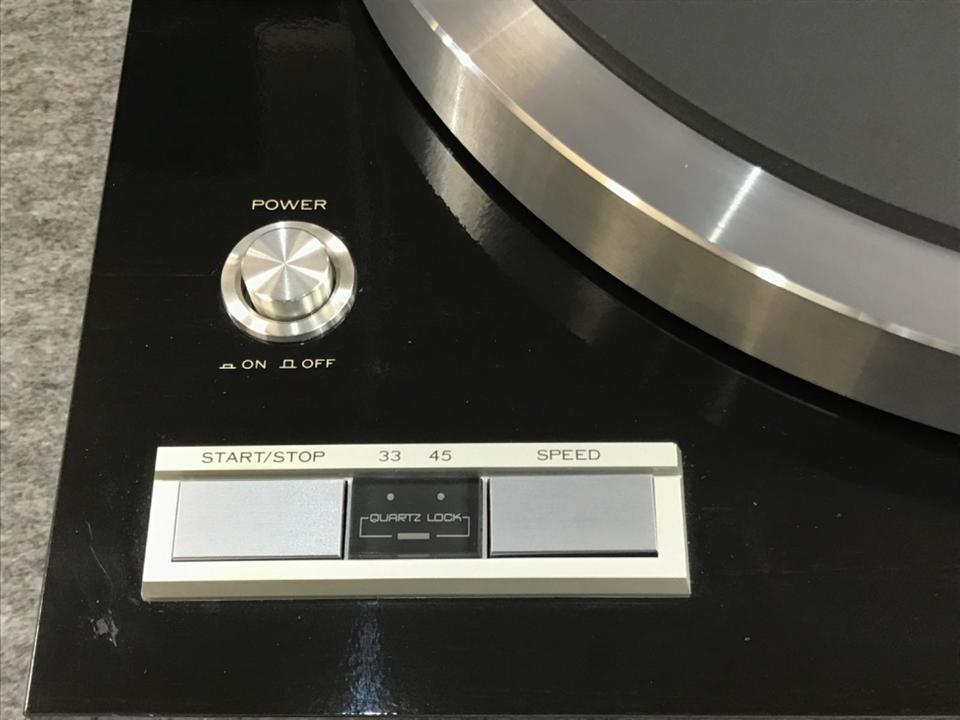 POWER
ON OFF
START/STOP 33 45 SPEED
QUARTZ LOCK